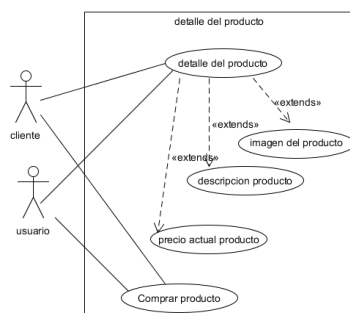 detalle del producto
detalle del producto
cliente
«extends»
«extends»
imagen del producto
«extends»
descripcion producto
usuario
precio actual producto
Comprar producto